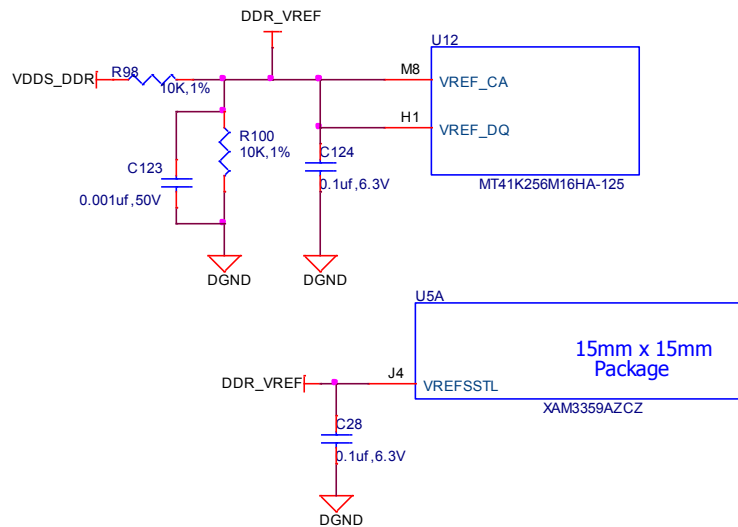 DDR_VREF
U12
VDDS_DDR
R98
10K,1%
M8
VREF_CA
H1
VREF_DQ
R100
10K,1%
C123
0.001uf,50V
C124
0.1uf,6.3V
MT41K256M16HA-125
DGND
DGND
U5A
15mm x 15mm
Package
DDR_VREF
J4
VREFSSTL
XAM3359AZCZ
C28
0.1uf,6.3V
DGND